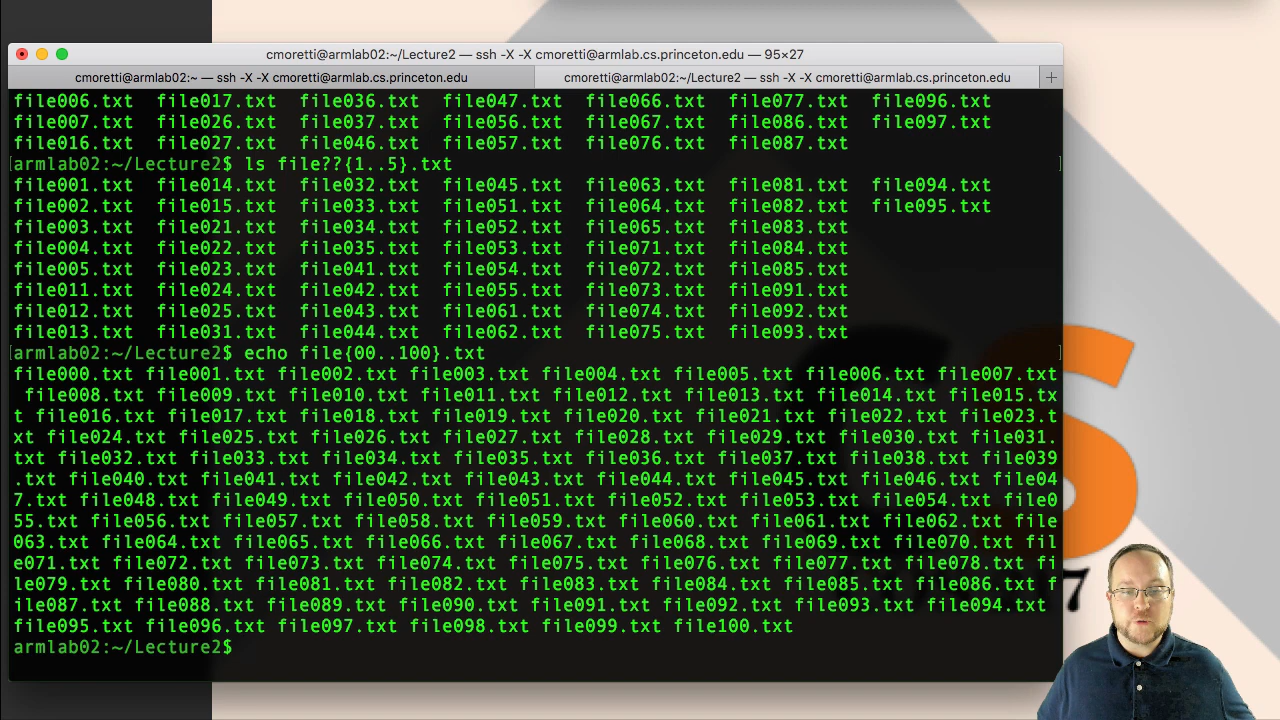 cmoretti@armlab02:~/Lecture2 — ssh -X -X cmoretti@armlab.cs.princeton.edu — 95×27
cmoretti@armlab02:~ — ssh -X -X cmoretti@armlab.cs.princeton.edu cmoretti@armlab02:~/Lecture2 — ssh -X -X cmoretti@armlab.cs.princeton.edu +
file006.txt file017.txt file036.txt file047.txt file066.txt file077.txt file096.txt
file007.txt file026.txt file037.txt file056.txt file067.txt file086.txt file097.txt
file016.txt file027.txt file046.txt file057.txt file076.txt file087.txt
[armlab02:~/Lecture2$ ls file??{1..5}.txt ]
file001.txt file014.txt file032.txt file045.txt file063.txt file081.txt file094.txt
file002.txt file015.txt file033.txt file051.txt file064.txt file082.txt file095.txt
file003.txt file021.txt file034.txt file052.txt file065.txt file083.txt
file004.txt file022.txt file035.txt file053.txt file071.txt file084.txt
file005.txt file023.txt file041.txt file054.txt file072.txt file085.txt
file011.txt file024.txt file042.txt file055.txt file073.txt file091.txt
file012.txt file025.txt file043.txt file061.txt file074.txt file092.txt
file013.txt file031.txt file044.txt file062.txt file075.txt file093.txt
[armlab02:~/Lecture2$ echo file{00..100}.txt ]
file000.txt file001.txt file002.txt file003.txt file004.txt file005.txt file006.txt file007.txt
file008.txt file009.txt file010.txt file011.txt file012.txt file013.txt file014.txt file015.tx
t file016.txt file017.txt file018.txt file019.txt file020.txt file021.txt file022.txt file023.t
xt file024.txt file025.txt file026.txt file027.txt file028.txt file029.txt file030.txt file031.
txt file032.txt file033.txt file034.txt file035.txt file036.txt file037.txt file038.txt file039
.txt file040.txt file041.txt file042.txt file043.txt file044.txt file045.txt file046.txt file04
7.txt file048.txt file049.txt file050.txt file051.txt file052.txt file053.txt file054.txt file0
55.txt file056.txt file057.txt file058.txt file059.txt file060.txt file061.txt file062.txt file
063.txt file064.txt file065.txt file066.txt file067.txt file068.txt file069.txt file070.txt fil
e071.txt file072.txt file073.txt file074.txt file075.txt file076.txt file077.txt file078.txt fi
le079.txt file080.txt file081.txt file082.txt file083.txt file084.txt file085.txt file086.txt f
ile087.txt file088.txt file089.txt file090.txt file091.txt file092.txt file093.txt file094.txt
file095.txt file096.txt file097.txt file098.txt file099.txt file100.txt
armlab02:~/Lecture2$
S
7